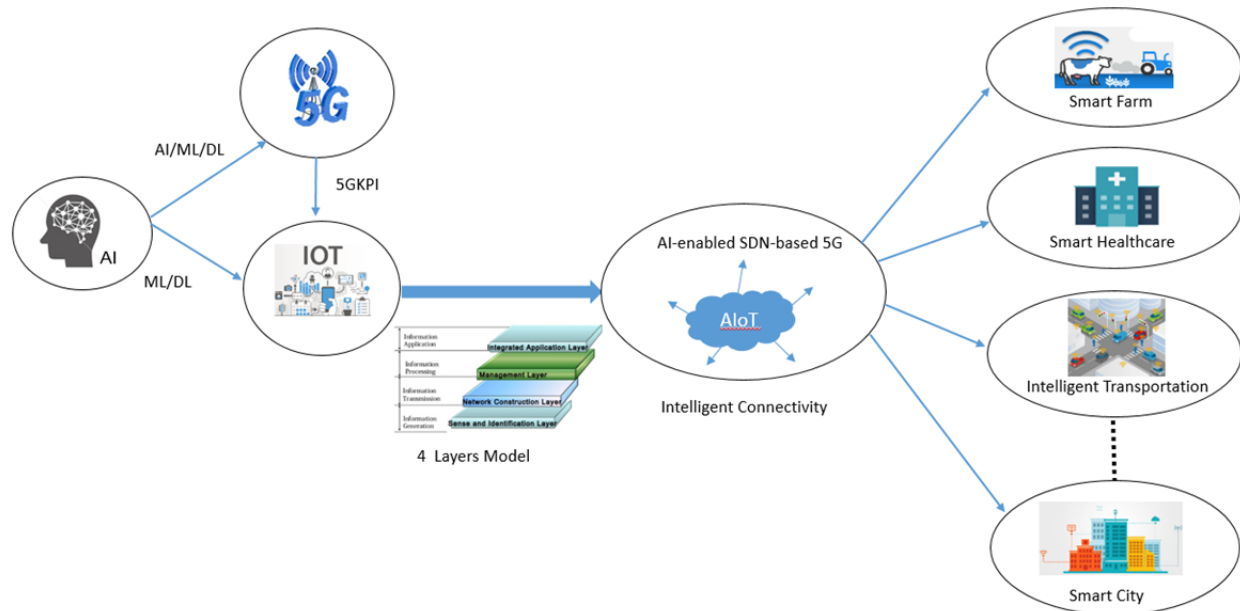 5G
AI/ML/DL
5GKPI
AI
ML/DL
IOT
Information
Application
Integrated Application Layer
Information
Processing
Management Layer
Information
Transmission
Network Construction Layer
Information
Generation
Sense and Identification Layer
4 Layers Model
AI-enabled SDN-based 5G
AIoT
Intelligent Connectivity
Smart Farm
Smart Healthcare
Intelligent Transportation
Smart City